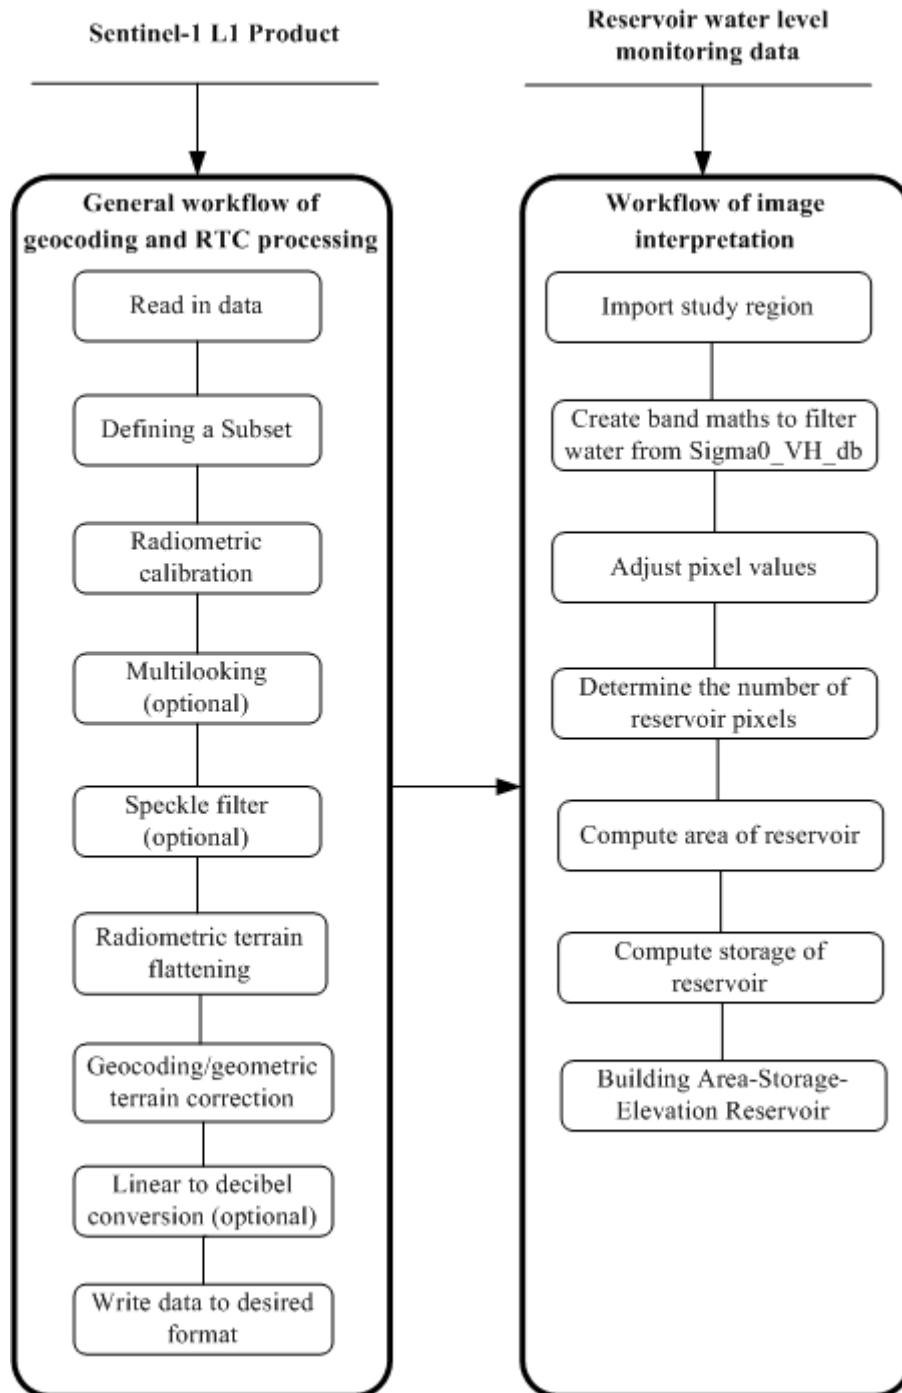 Sentinel-1 L1 Product
General workflow of
geocoding and RTC processing
Read in data
Defining a Subset
Radiometric
calibration
Multilooking
(optional)
Speckle filter
(optional)
Radiometric terrain
flattening
Geocoding/geometric
terrain correction
Linear to decibel
conversion (optional)
Write data to desired
format
Reservoir water level
monitoring data
Workflow of image
interpretation
Import study region
Create band maths to filter
water from Sigma0_VH_db
Adjust pixel values
Determine the number of
reservoir pixels
Compute area of reservoir
Compute storage of
reservoir
Building Area-Storage-
Elevation Reservoir